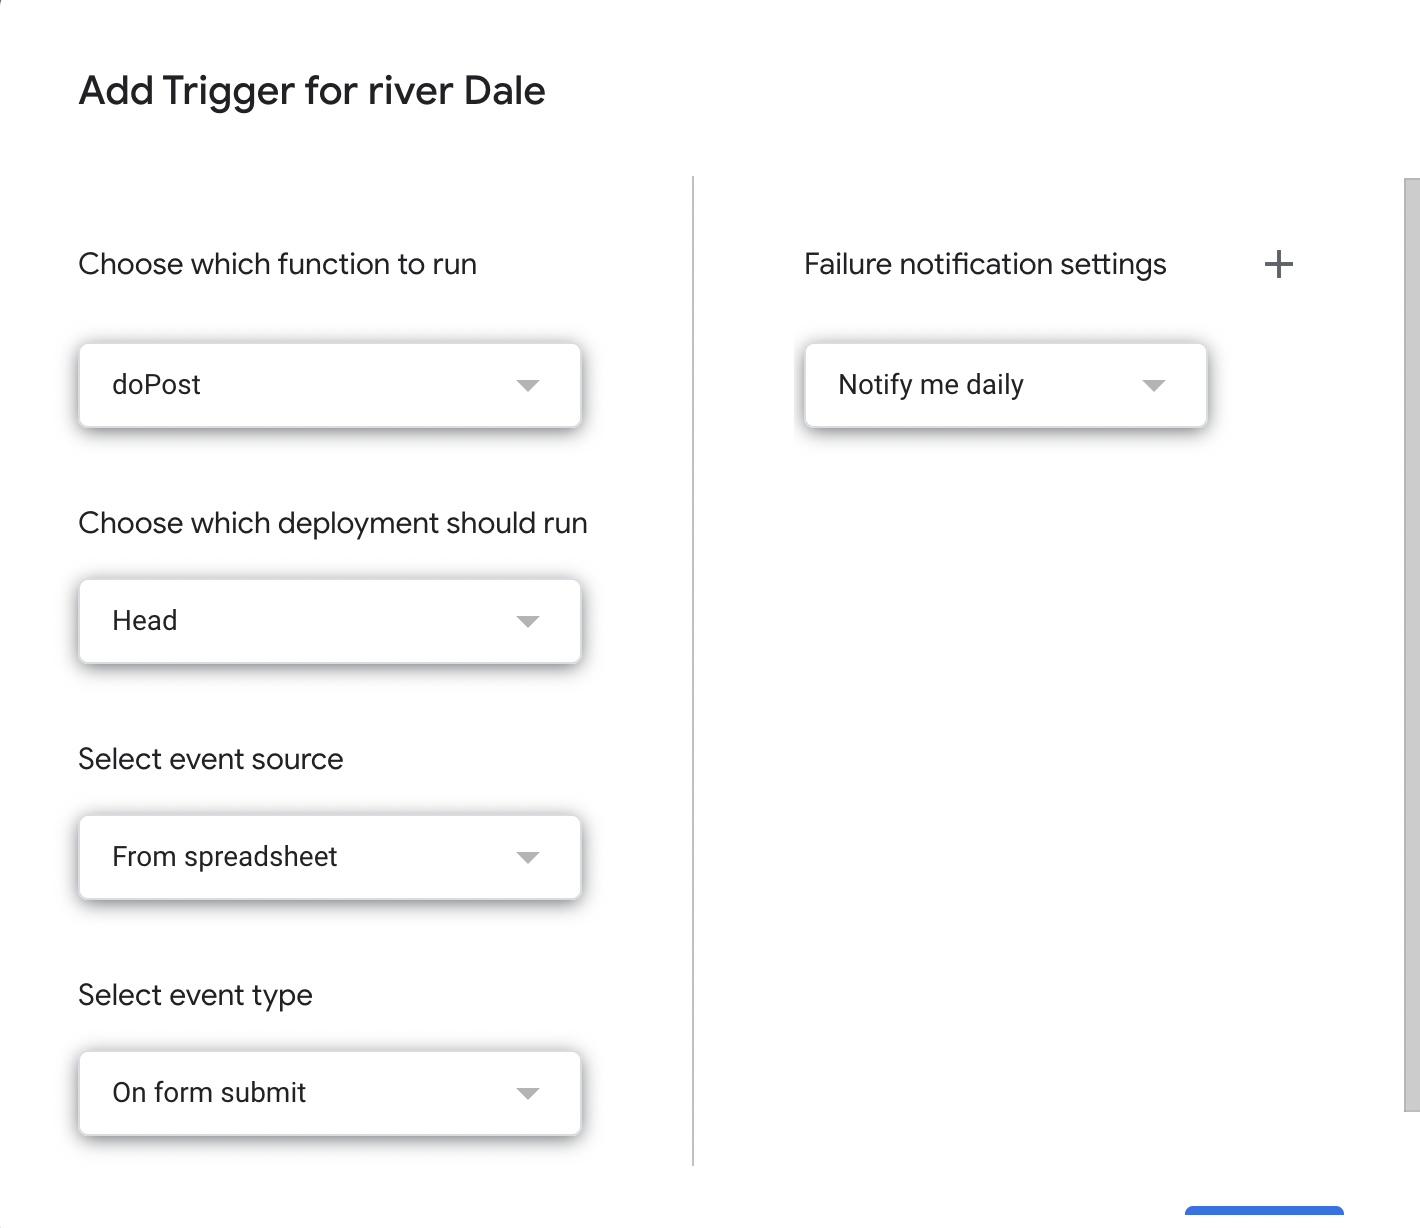 Add Trigger for river Dale
Choose which function to run
doPost
Choose which deployment should run
Head
Select event source
From spreadsheet
Select event type
On form submit
Failure notification settings
Notify me daily